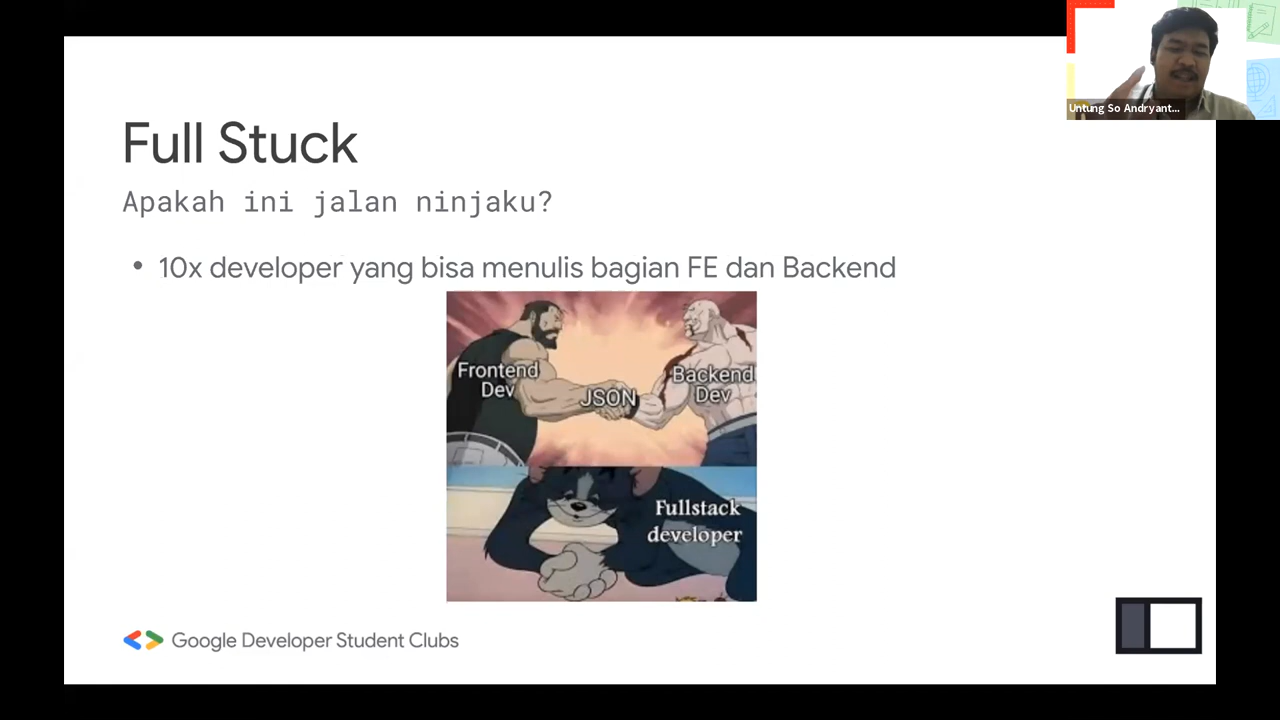 Untung So Andryant...
Full Stuck
Apakah ini jalan ninjaku?
• 10x developer yang bisa menulis bagian FE dan Backend
Frontend
Dev
JSON
Backend
Dev
Fullstack
developer
Google Developer Student Clubs